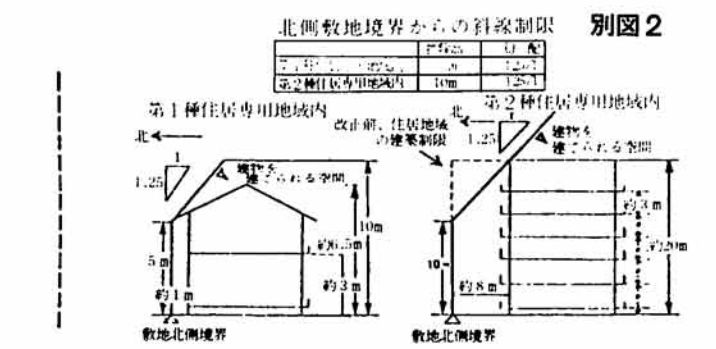 北側敷地境界からの斜線制限
別図2
第2種住居専用地域内 10m 1.25/1
第1種住居専用地域内
北
1
1.25
建物を
建てられる空間
10m
約6.5m
5m
約3m
約1m
敷地北側境界
第2種住居専用地域内
北
改正前、住居地域
の建築制限
1
1.25
建物を
建てられる空間
約3m
約20m
10
約8m
敷地北側境界